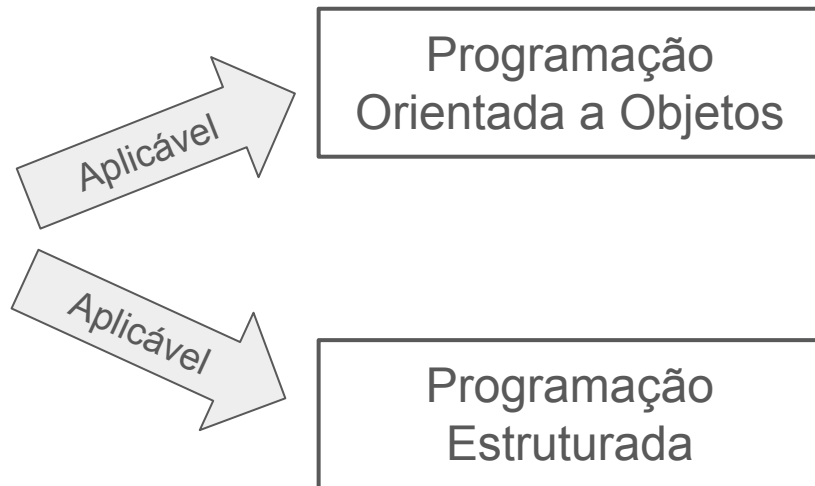 Aplicável
Programação
Orientada a Objetos
Aplicável
Programação
Estruturada